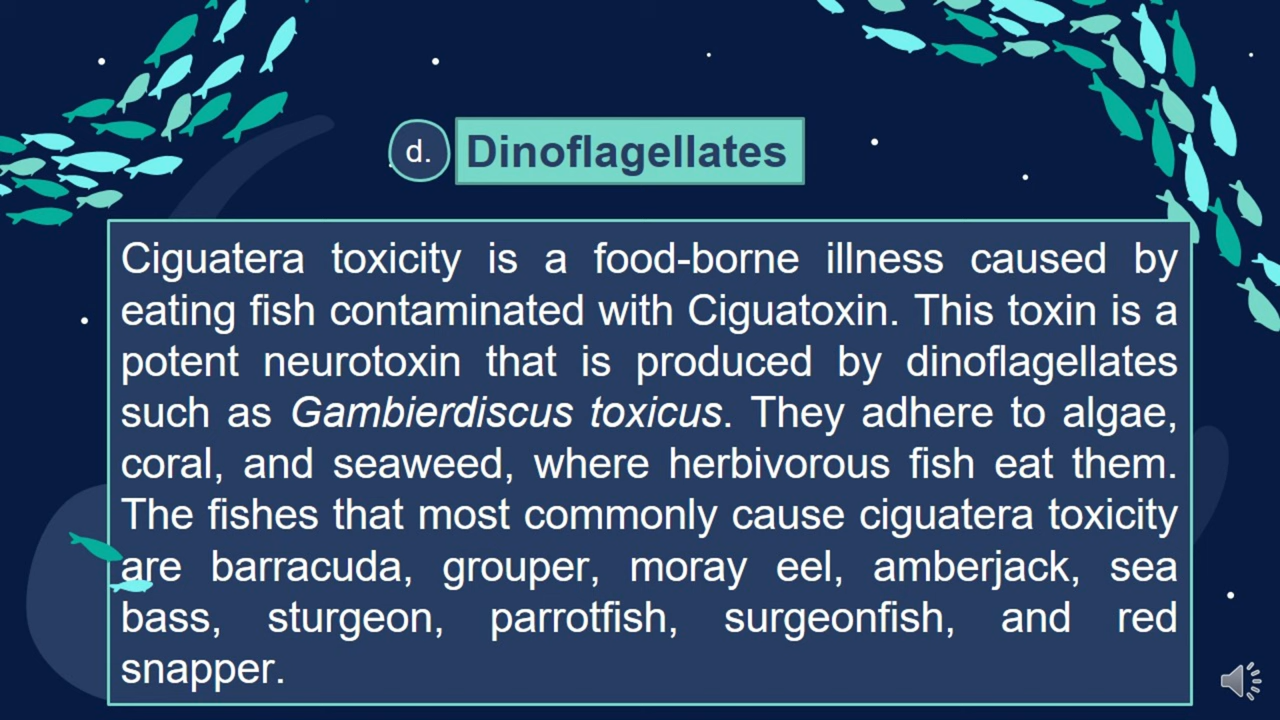 d.
Dinoflagellates
Ciguatera toxicity is a food-borne illness caused by
eating fish contaminated with Ciguatoxin. This toxin is a
potent neurotoxin that is produced by dinoflagellates
such as Gambierdiscus toxicus. They adhere to algae,
coral, and seaweed, where herbivorous fish eat them.
The fishes that most commonly cause ciguatera toxicity
are barracuda, grouper, moray eel, amberjack, sea
bass, sturgeon, parrotfish, surgeonfish, and red
snapper.